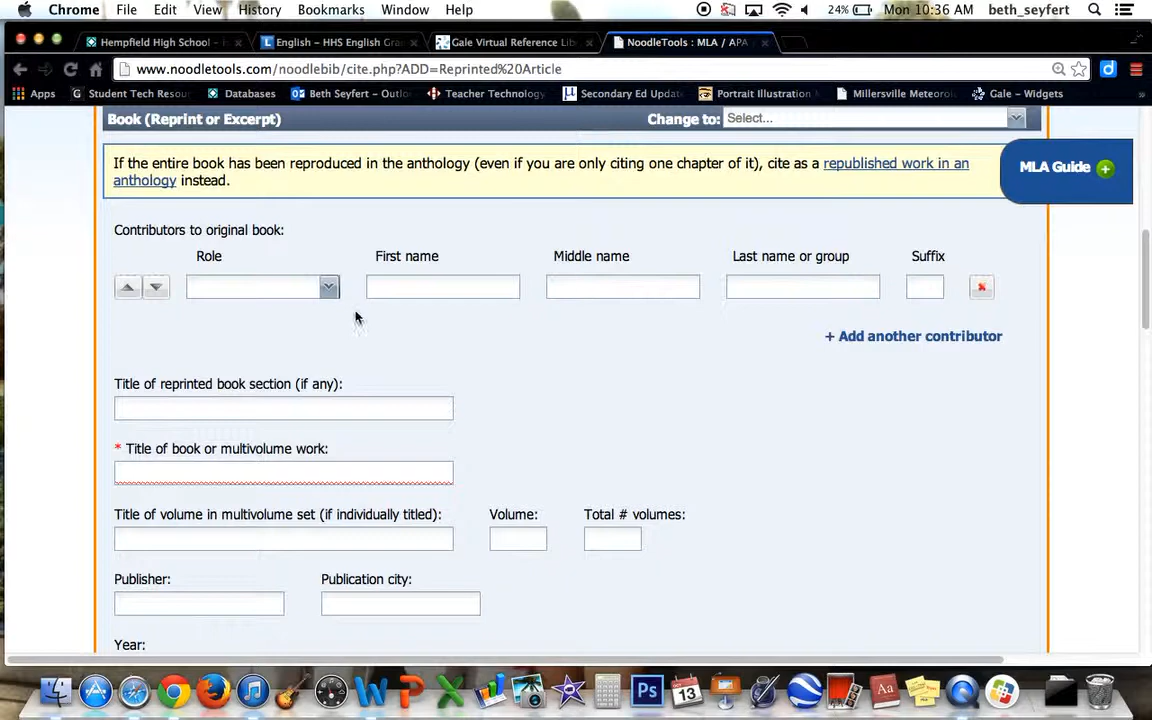 Chrome File Edit View History Bookmarks Window Help 24% Mon 10:36 AM beth_seyfert
Hempfield High School - English – HHS English Gra Gale Virtual Reference Lib NoodleTools : MLA / APA
www.noodletools.com/noodlebib/cite.php?ADD=Reprinted%20Article
Apps Student Tech Resou Databases Beth Seyfert – Outlo Teacher Technology Secondary Ed Updat Portrait Illustration Millersville Meteorol Gale – Widgets
Book (Reprint or Excerpt) Change to: Select...
If the entire book has been reproduced in the anthology (even if you are only citing one chapter of it), cite as a republished work in an
anthology instead.
MLA Guide
Contributors to original book:
Role First name Middle name Last name or group Suffix
+ Add another contributor
Title of reprinted book section (if any):
* Title of book or multivolume work:
Title of volume in multivolume set (if individually titled): Volume: Total # volumes:
Publisher: Publication city:
Year: